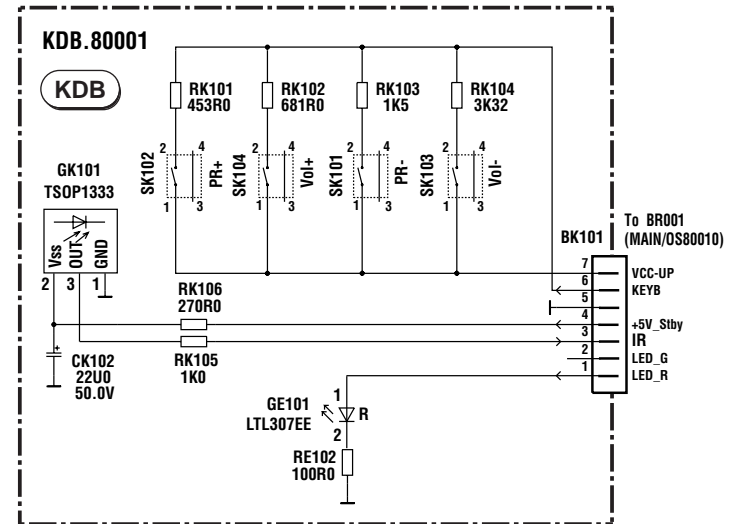 KDB.80001
KDB
RK101
453R0
RK102
681R0
RK103
1K5
RK104
3K32
2 4
SK102
PR+
1 3
2 4
SK104
Vol+
1 3
2 4
SK101
PR-
1 3
2 4
SK103
Vol-
1 3
GK101
TSOP1333
Vss
OUT
GND
2 3 1
BK101
To BR001
(MAIN/OS80010)
7 VCC-UP
6 KEYB
5
4 +5V_Stby
3 IR
2 LED_G
1 LED_R
RK106
270R0
RK105
1K0
+
CK102
22U0
50.0V
GE101
LTL307EE
1
R
2
RE102
100R0